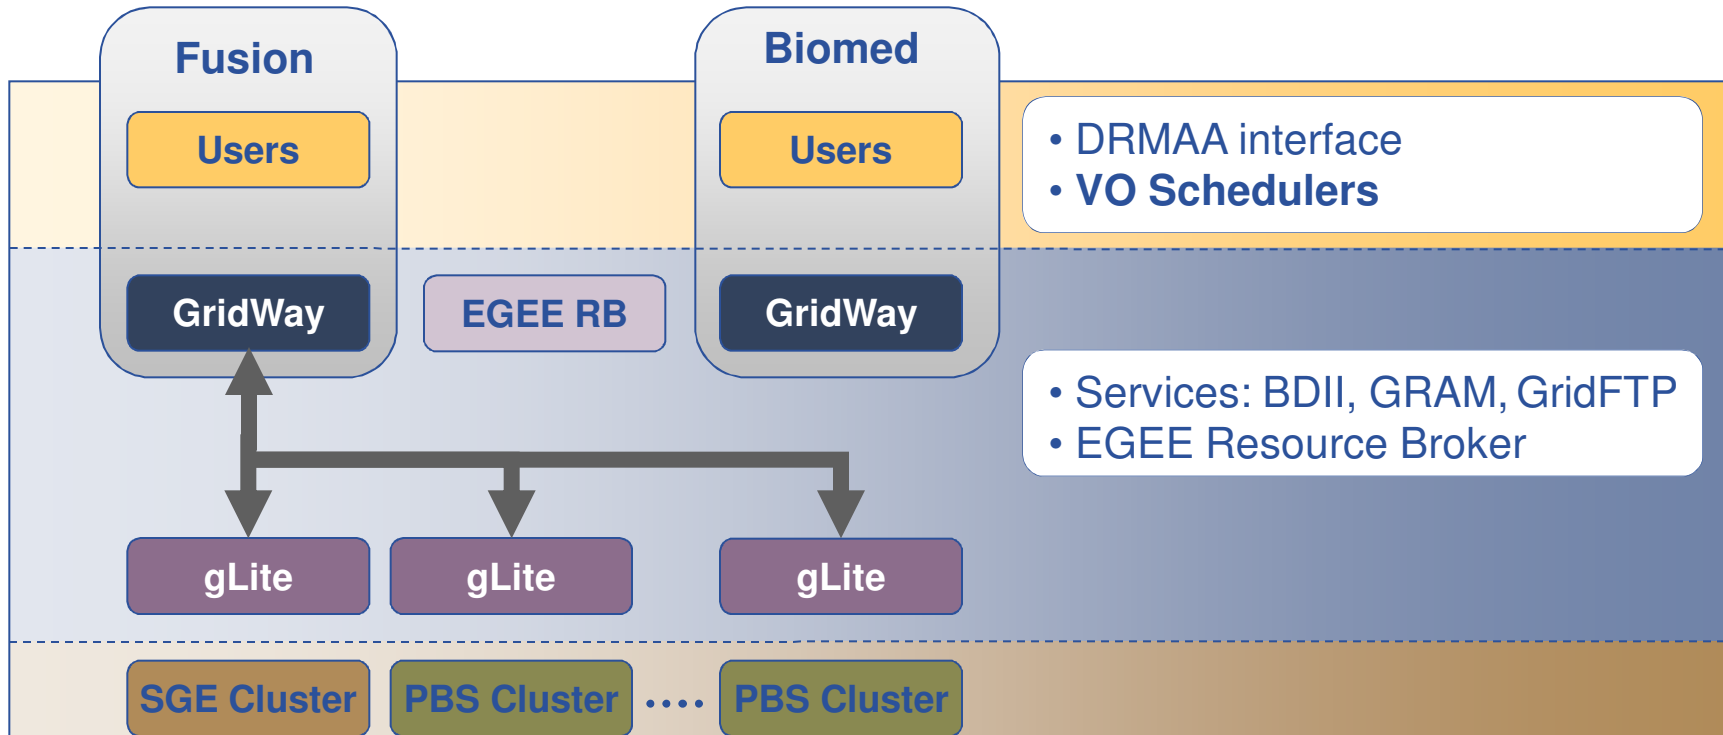 Fusion
Biomed
Users
Users
• DRMAA interface
• VO Schedulers
GridWay
EGEE RB
GridWay
• Services: BDII, GRAM, GridFTP
• EGEE Resource Broker
gLite
gLite
gLite
SGE Cluster
PBS Cluster
....
PBS Cluster